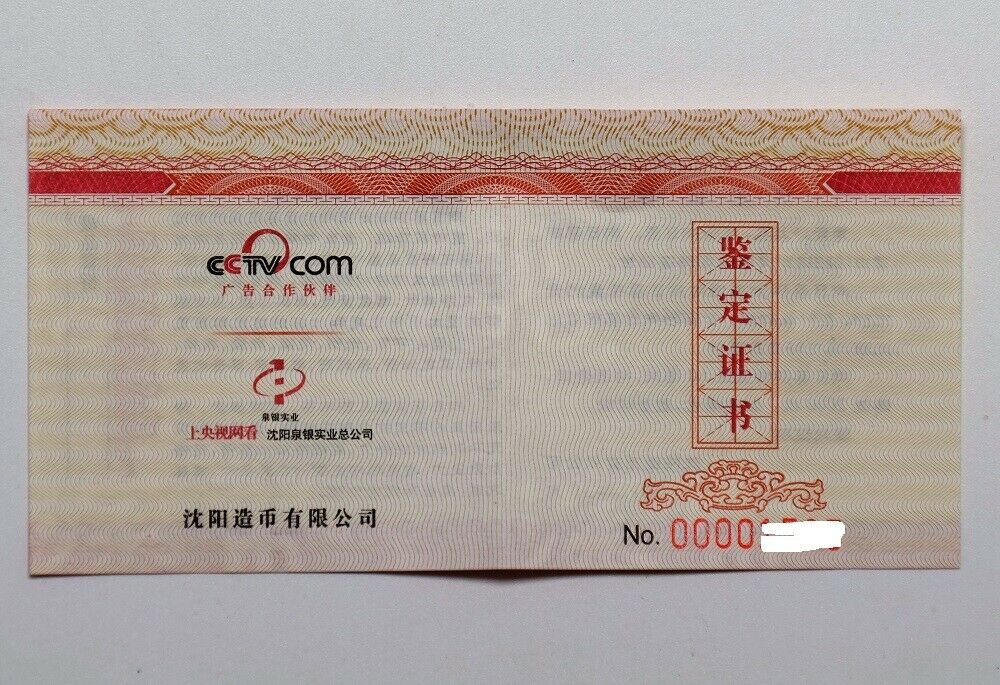 CCTV com
广告合作伙伴
泉银实业
上央视网看 沈阳泉银实业总公司
沈阳造币有限公司
鉴定证书
No. 0000